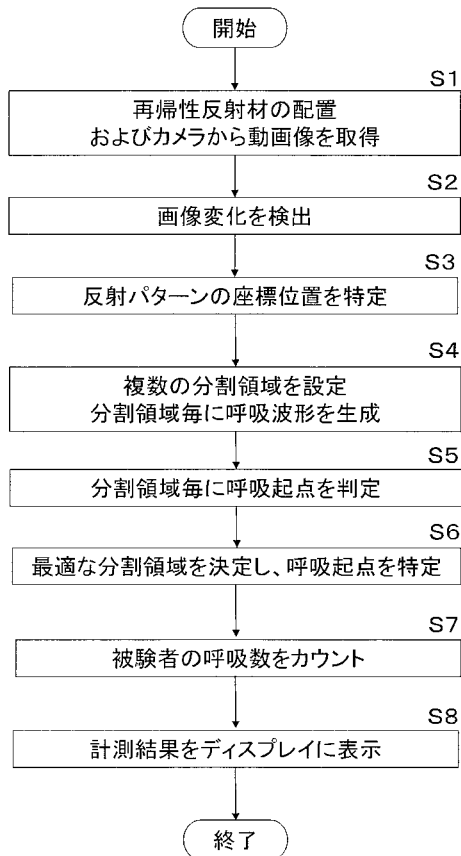 開始
S1
再帰性反射材の配置
およびカメラから動画像を取得
S2
画像変化を検出
S3
反射パターンの座標位置を特定
S4
複数の分割領域を設定
分割領域毎に呼吸波形を生成
S5
分割領域毎に呼吸起点を判定
S6
最適な分割領域を決定し、呼吸起点を特定
S7
被験者の呼吸数をカウント
S8
計測結果をディスプレイに表示
終了